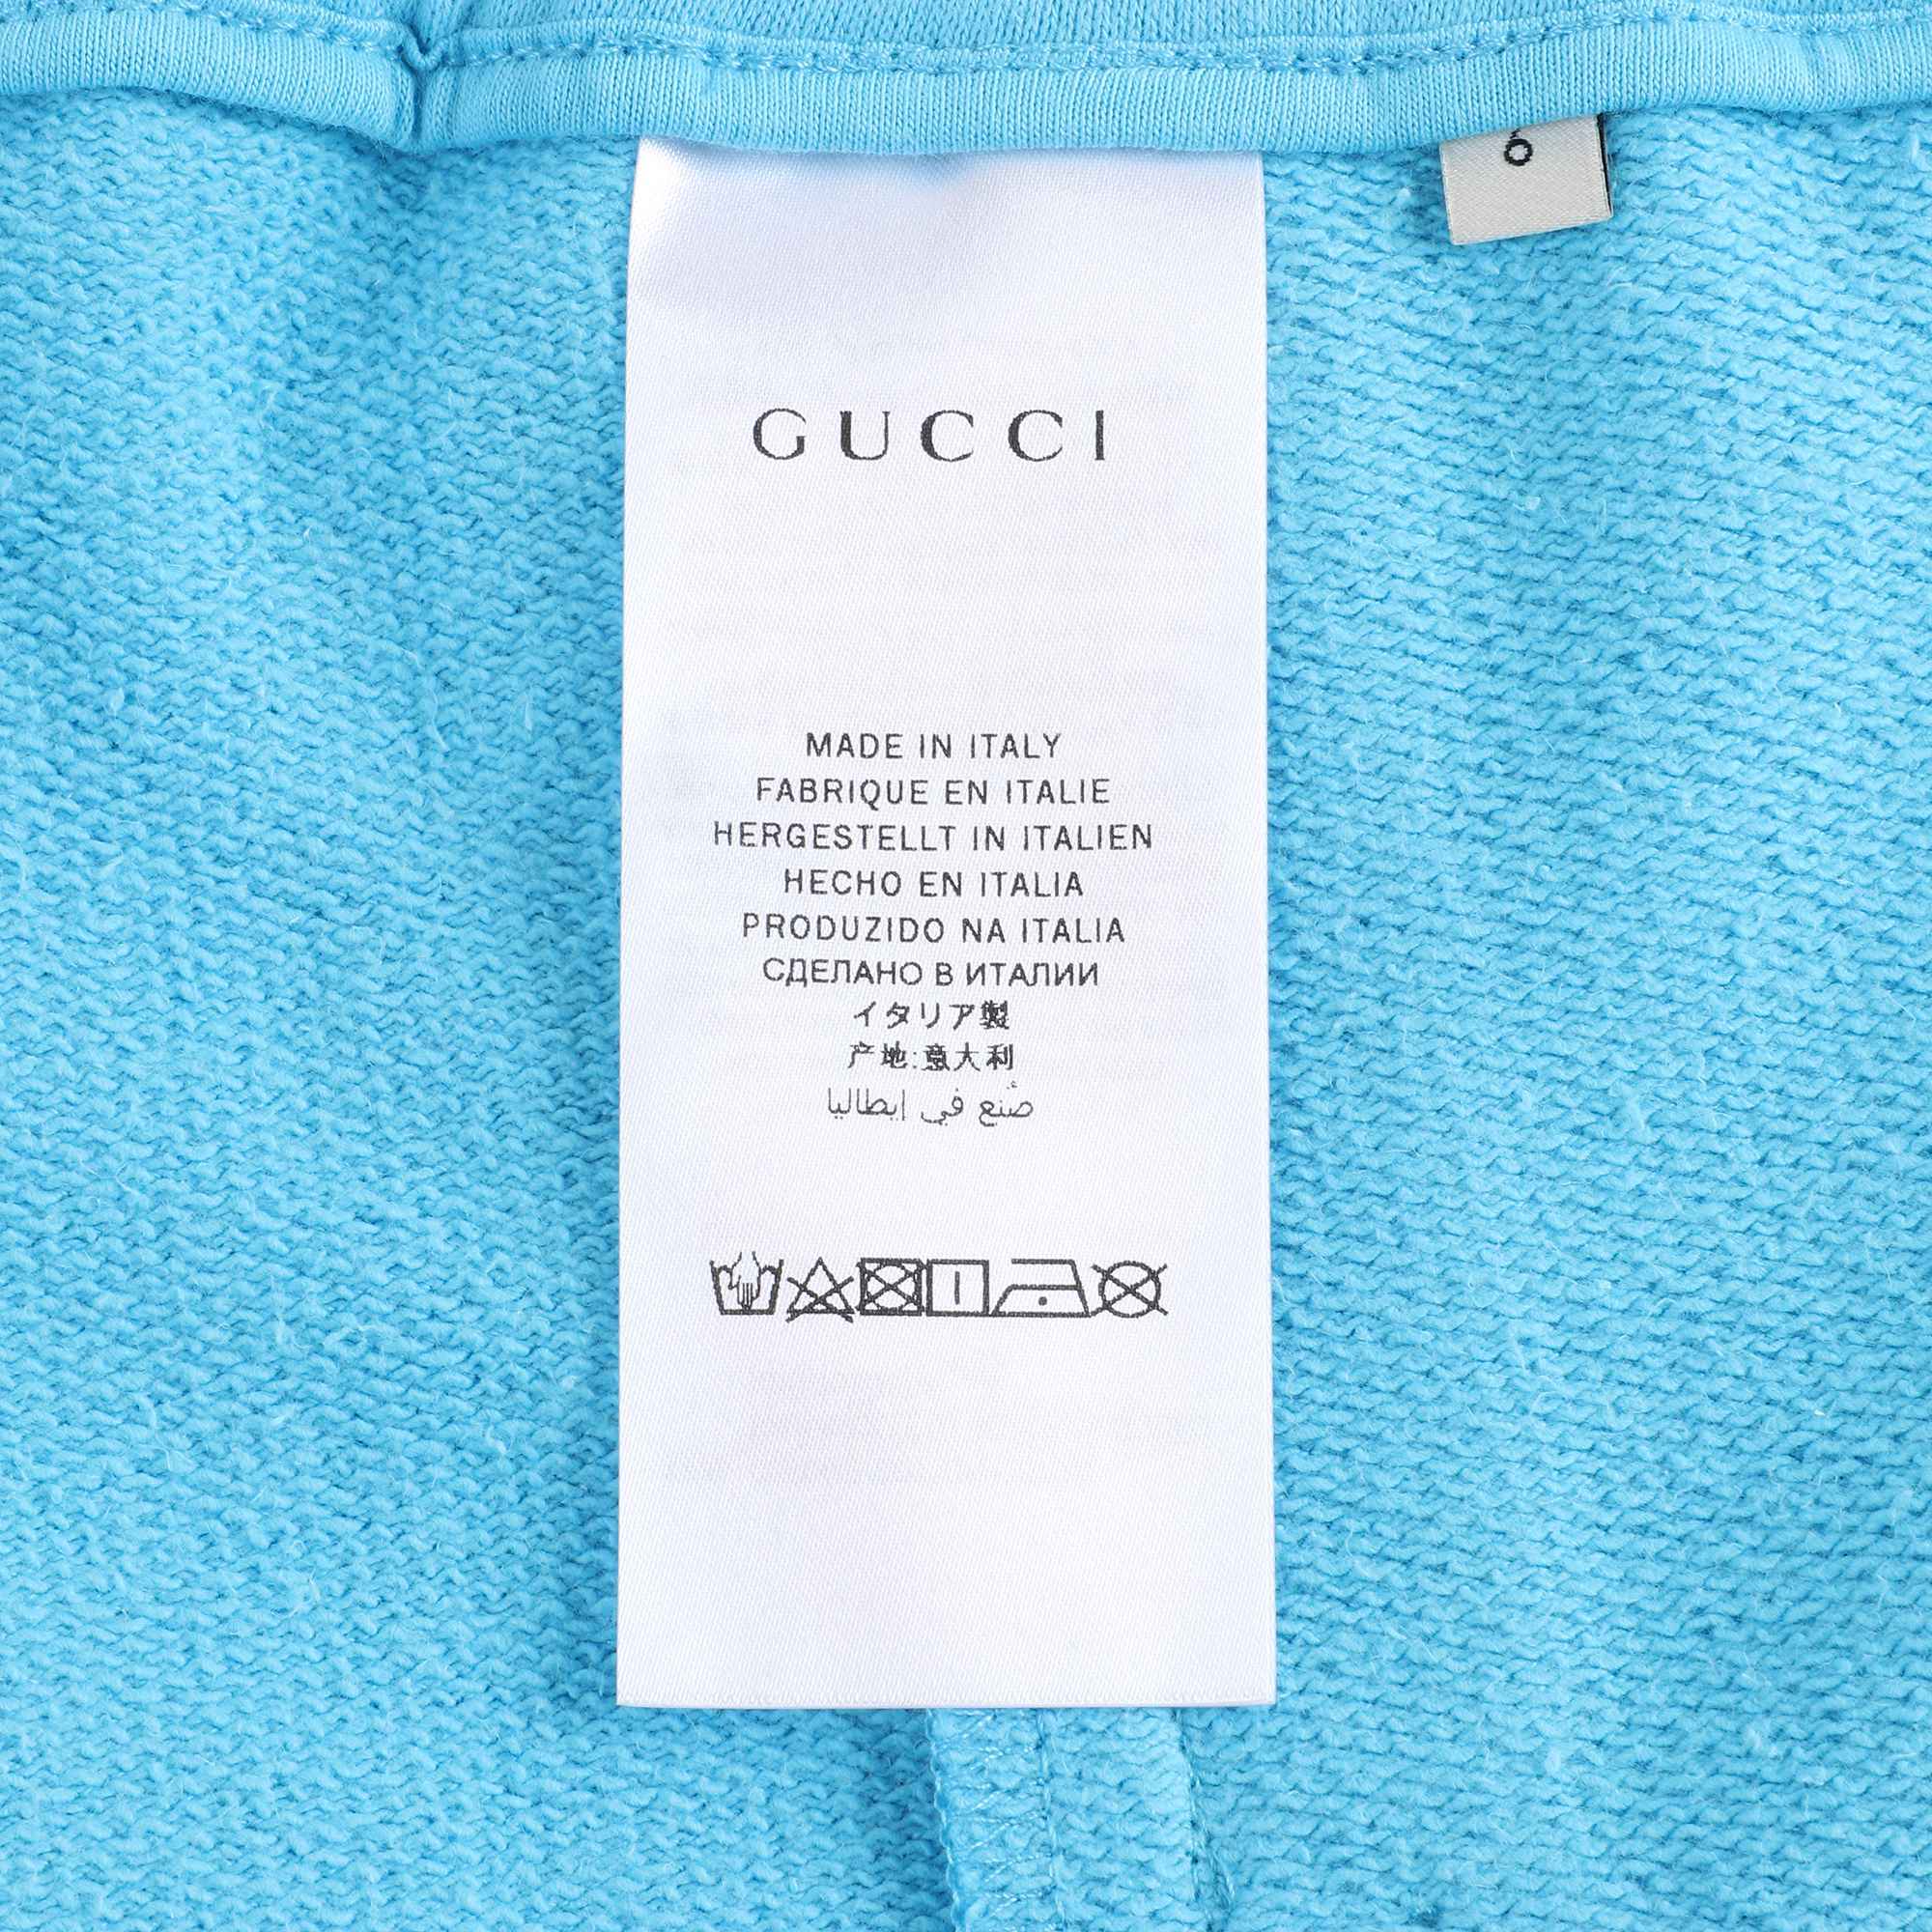 GUCCI
MADE IN ITALY
FABRIQUE EN ITALIE
HERGESTELLT IN ITALIEN
HECHO EN ITALIA
PRODUZIDO NA ITALIA
СДЕЛАНО В ИТАЛИИ
イタリア製
产地:意大利
صُنع في إيطاليا